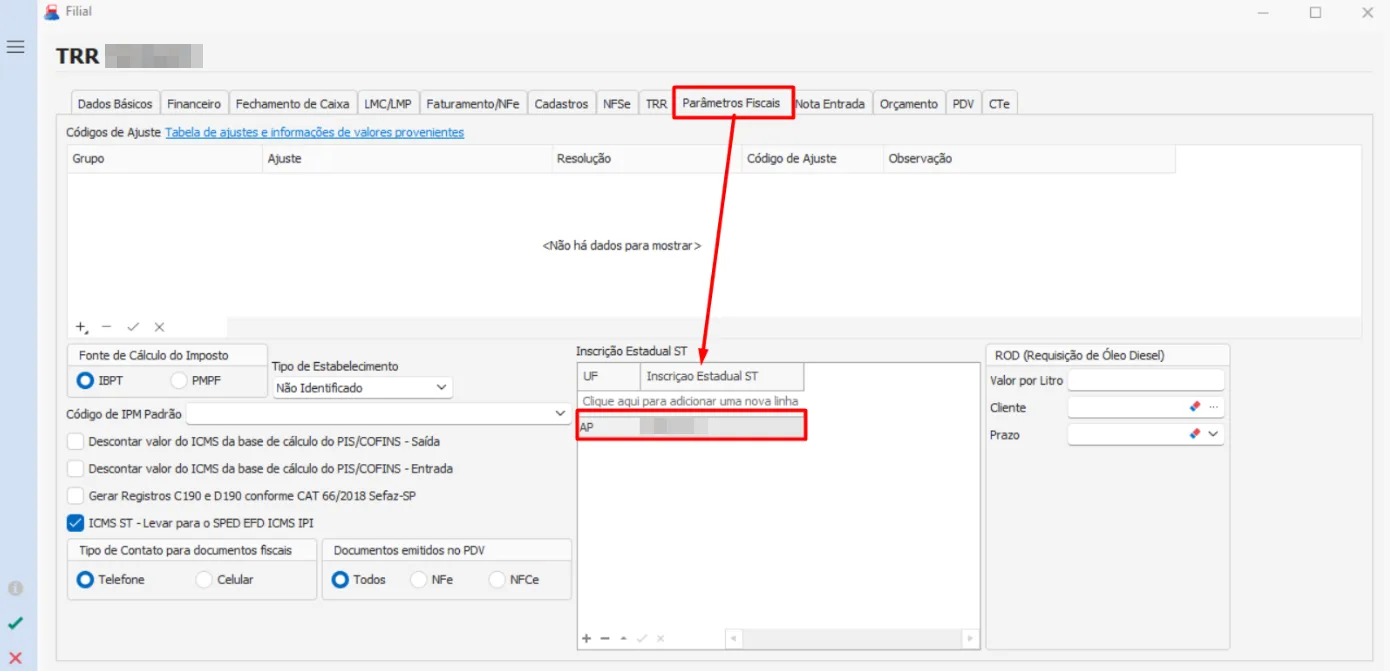 Filial
TRR
Dados Básicos Financeiro Fechamento de Caixa LMC/LMP Faturamento/NFe Cadastros NFSe TRR Parâmetros Fiscais Nota Entrada Orçamento PDV CTe
Códigos de Ajuste Tabela de ajustes e informações de valores provenientes
Grupo Ajuste Resolução Código de Ajuste Observação
<Não há dados para mostrar>
Fonte de Cálculo do Imposto
IBPT PMPF
Tipo de Estabelecimento
Não Identificado
Código de IPM Padrão
Descontar valor do ICMS da base de cálculo do PIS/COFINS - Saída
Descontar valor do ICMS da base de cálculo do PIS/COFINS - Entrada
Gerar Registros C190 e D190 conforme CAT 66/2018 Sefaz-SP
ICMS ST - Levar para o SPED EFD ICMS IPI
Tipo de Contato para documentos fiscais
Telefone Celular
Documentos emitidos no PDV
Todos NFe NFCe
Inscrição Estadual ST
UF Inscriçao Estadual ST
Clique aqui para adicionar uma nova linha
AP
ROD (Requisição de Óleo Diesel)
Valor por Litro
Cliente
Prazo